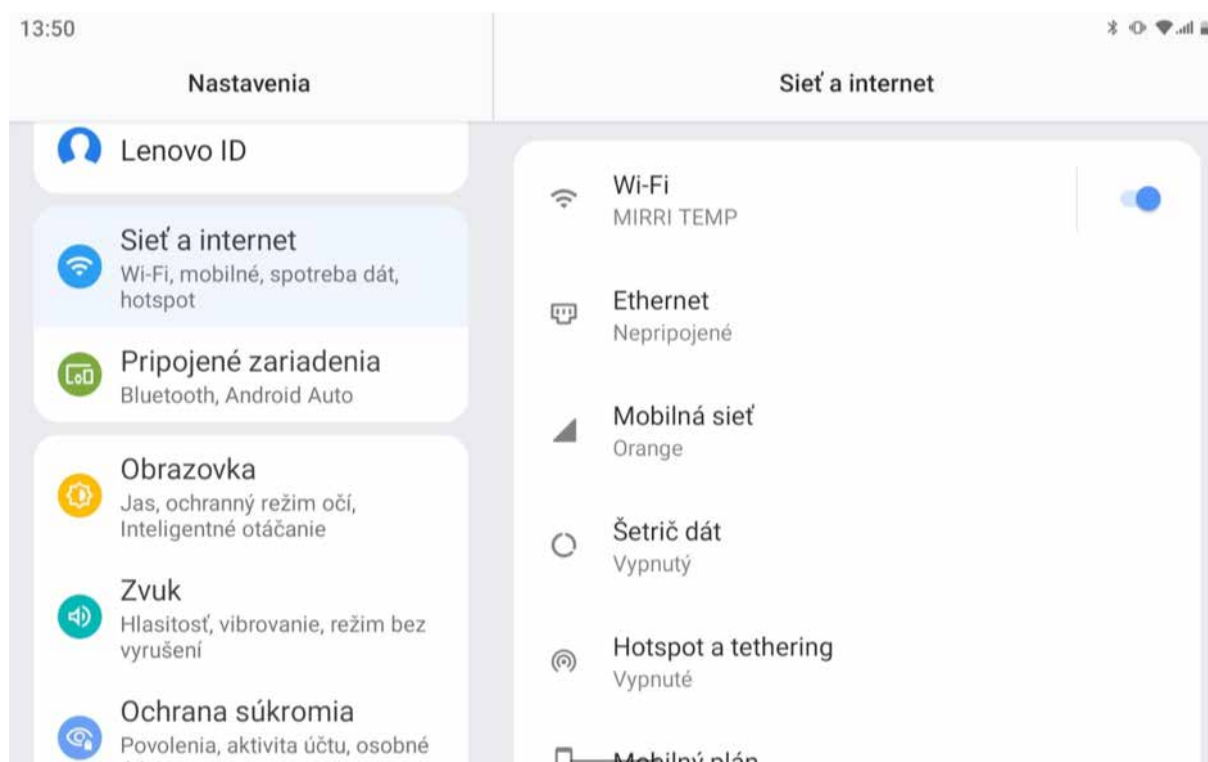 13:50
Nastavenia
Lenovo ID
Sieť a internet
Wi-Fi, mobilné, spotreba dát,
hotspot
Pripojené zariadenia
Bluetooth, Android Auto
Obrazovka
Jas, ochranný režim očí,
Inteligentné otáčanie
Zvuk
Hlasitosť, vibrovanie, režim bez
vyrušení
Ochrana súkromia
Povolenia, aktivita účtu, osobné
Sieť a internet
Wi-Fi
MIRRI TEMP
Ethernet
Nepripojené
Mobilná sieť
Orange
Šetrič dát
Vypnutý
Hotspot a tethering
Vypnuté
Mobilný plán